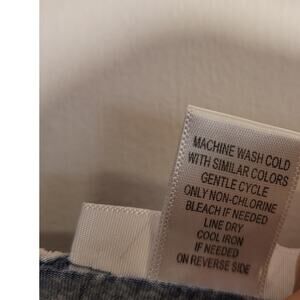 MACHINE WASH COLD
WITH SIMILAR COLORS
GENTLE CYCLE
ONLY NON-CHLORINE
BLEACH IF NEEDED
LINE DRY
COOL IRON
IF NEEDED
ON REVERSE SIDE